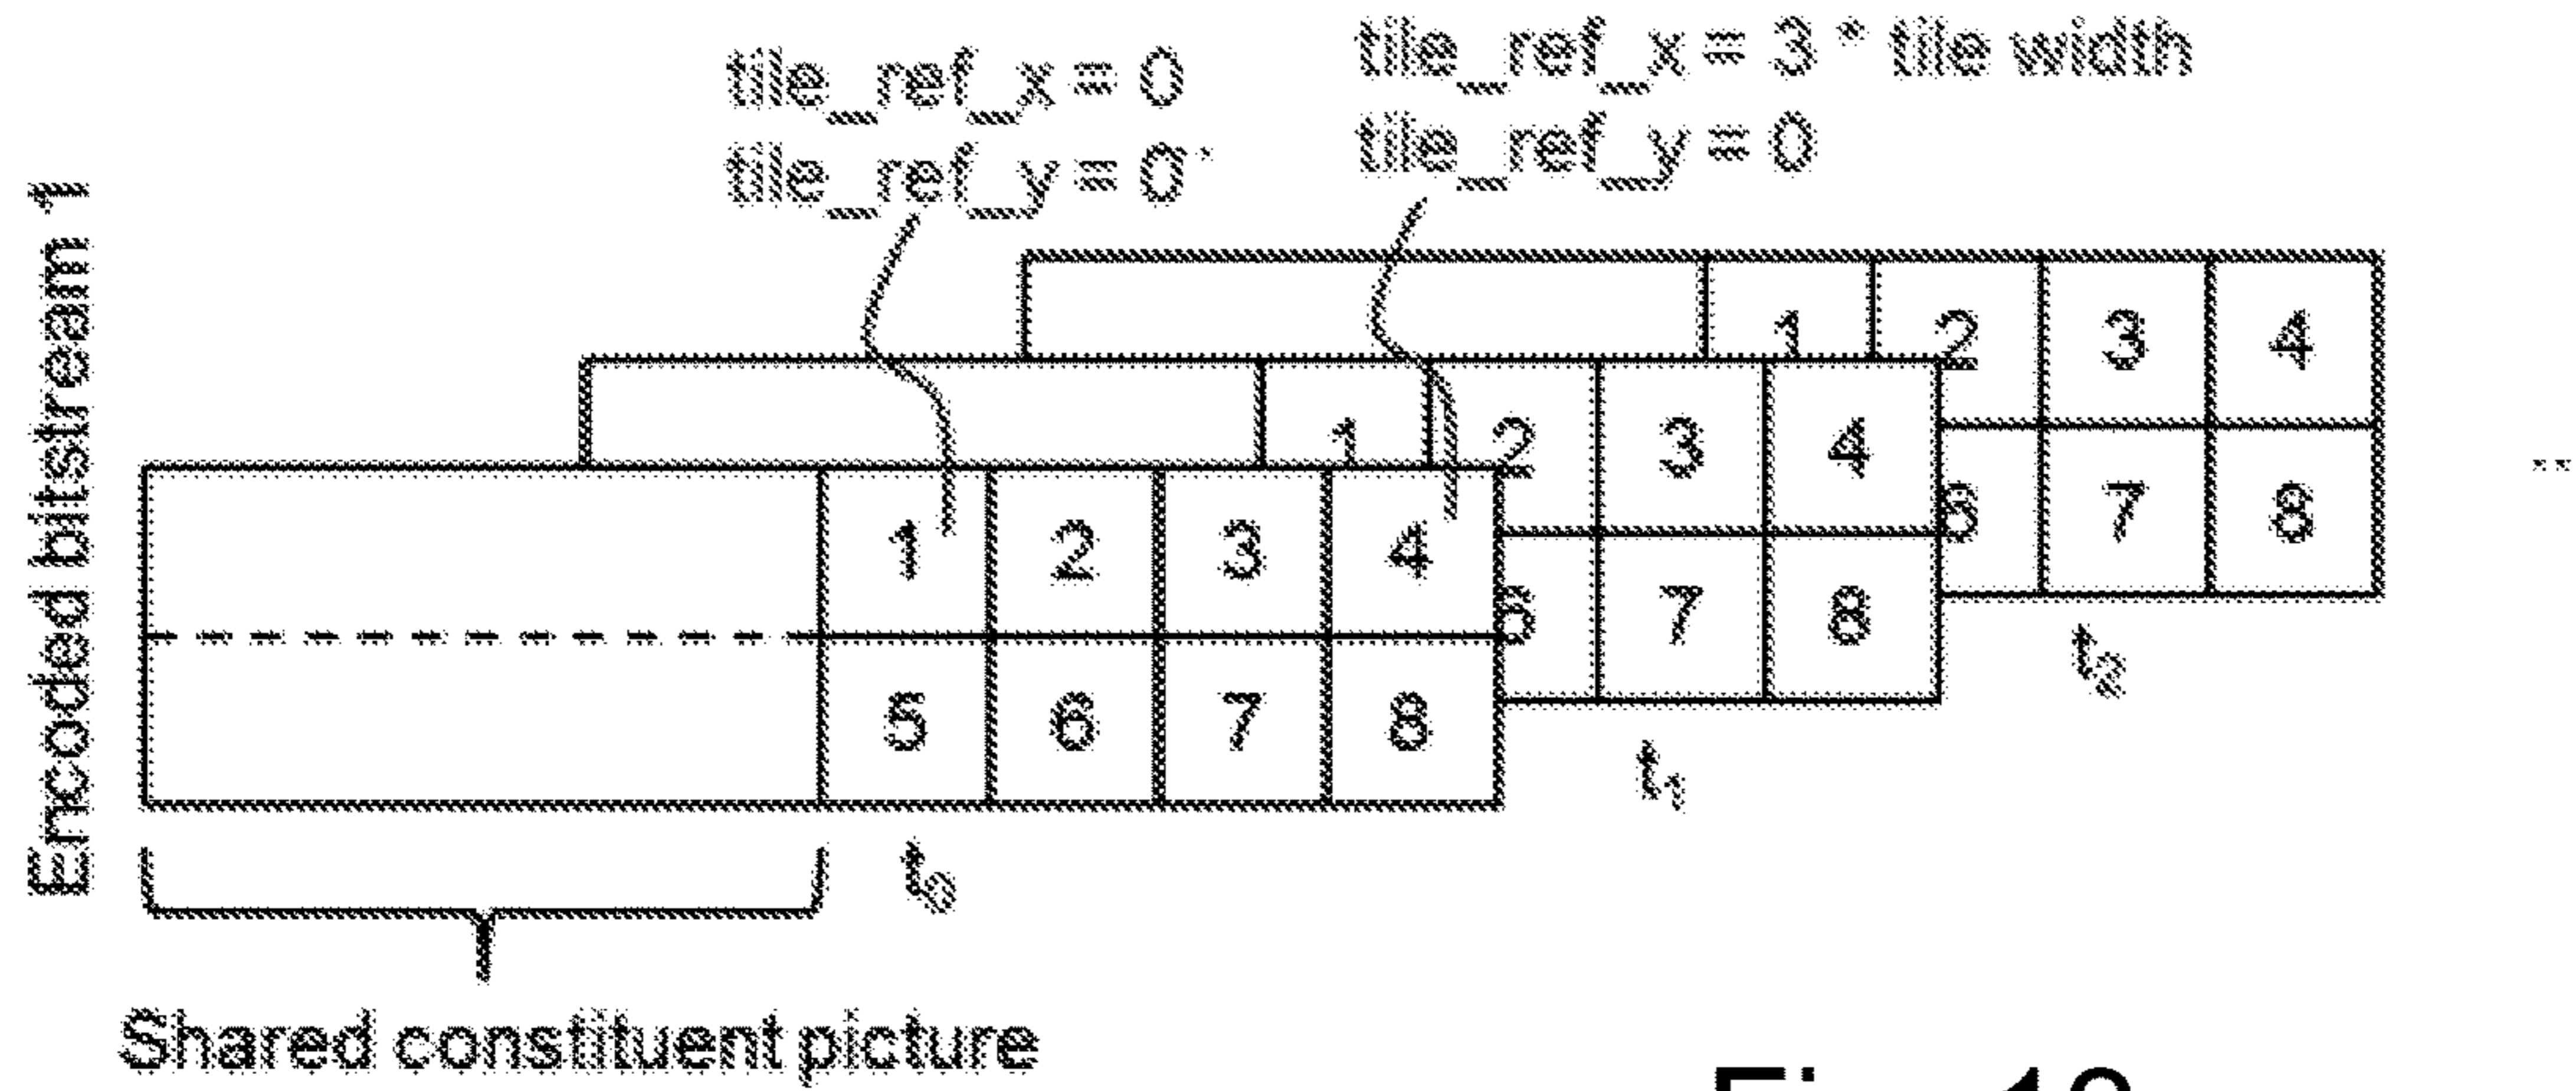 tile_ref_x = 0
tile_ref_y = 0
tile_ref_x = 3 * tile width
tile_ref_y = 0
Encoded bitstream 1
1 2 3 4
6 7 8
t2
1 2 3 4
6 7 8
t1
1 2 3 4
5 6 7 8
t0
Shared constituent picture